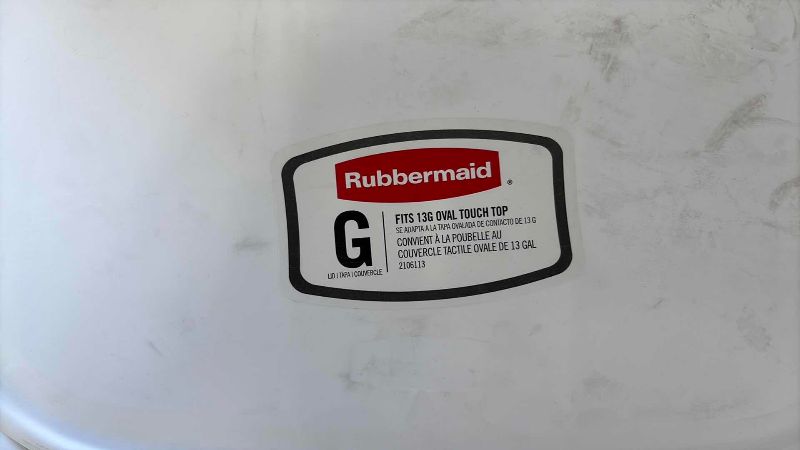 Rubbermaid®
G
LID | TAPA | COUVERCLE
FITS 13G OVAL TOUCH TOP
SE ADAPTA A LA TAPA OVALADA DE CONTACTO DE 13 G
CONVIENT À LA POUBELLE AU
COUVERCLE TACTILE OVALE DE 13 GAL
2106113